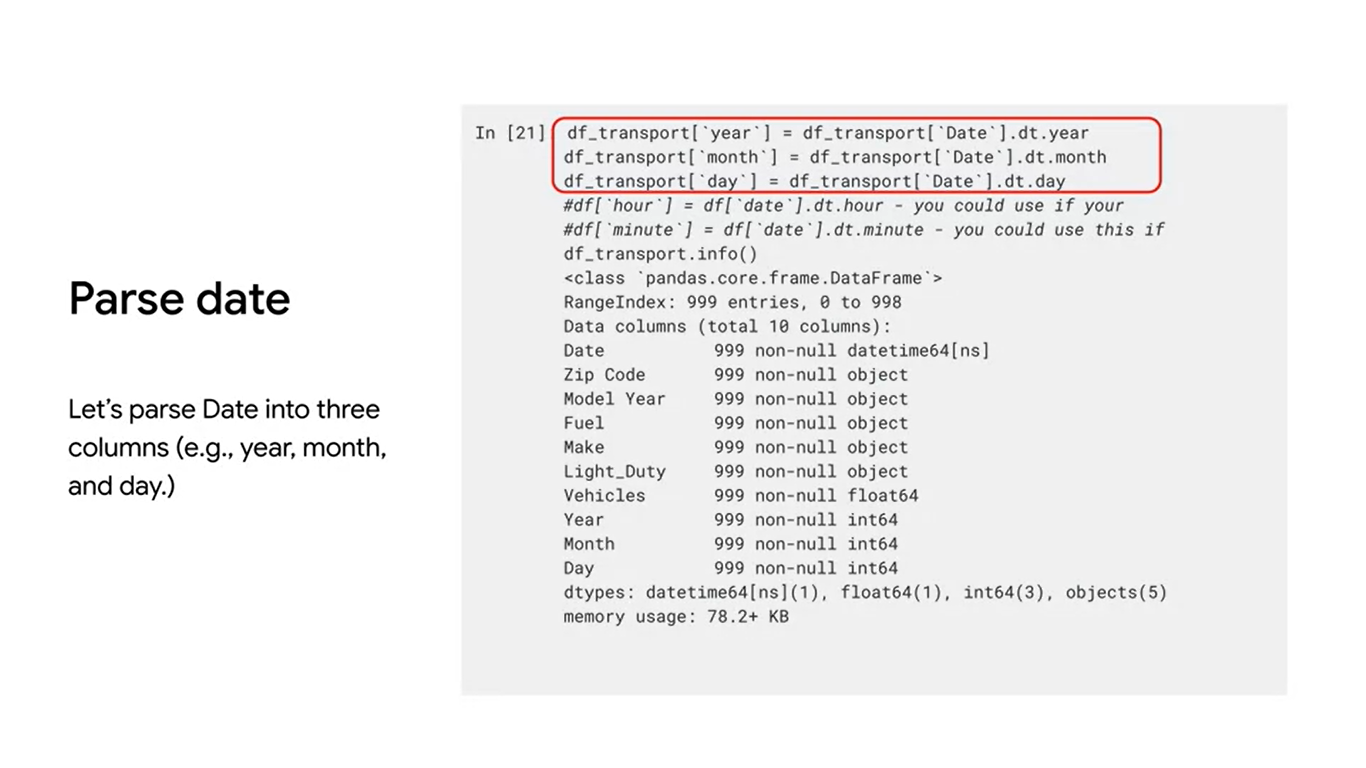 Parse date
Let's parse Date into three
columns (e.g., year, month,
and day.)
In [21] df_transport[`year`] = df_transport[`Date`].dt.year
df_transport[`month`] = df_transport[`Date`].dt.month
df_transport[`day`] = df_transport[`Date`].dt.day
#df[`hour`] = df[`date`].dt.hour - you could use if your
#df[`minute`] = df[`date`].dt.minute - you could use this if
df_transport.info()
<class `pandas.core.frame.DataFrame`>
RangeIndex: 999 entries, 0 to 998
Data columns (total 10 columns):
Date 999 non-null datetime64[ns]
Zip Code 999 non-null object
Model Year 999 non-null object
Fuel 999 non-null object
Make 999 non-null object
Light_Duty 999 non-null object
Vehicles 999 non-null float64
Year 999 non-null int64
Month 999 non-null int64
Day 999 non-null int64
dtypes: datetime64[ns](1), float64(1), int64(3), objects(5)
memory usage: 78.2+ KB